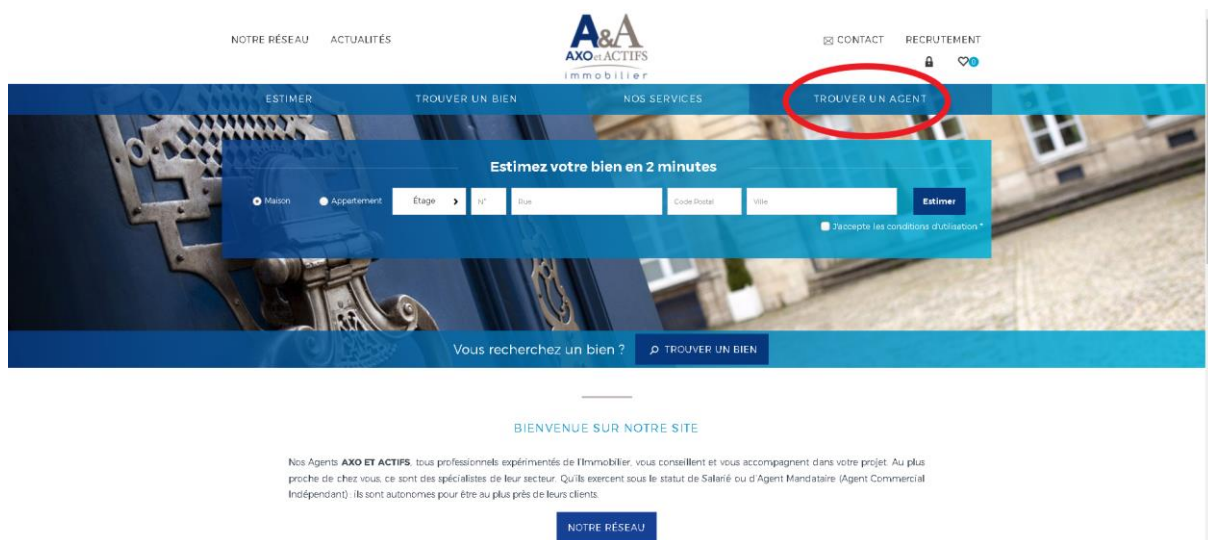 NOTRE RÉSEAU ACTUALITÉS
A&A
AXO et ACTIFS
immobilier
CONTACT RECRUTEMENT
0
ESTIMER TROUVER UN BIEN NOS SERVICES TROUVER UN AGENT
Estimez votre bien en 2 minutes
Maison Appartement Étage N° Rue Code Postal Ville Estimer
J'accepte les conditions d'utilisation *
Vous recherchez un bien ? TROUVER UN BIEN
BIENVENUE SUR NOTRE SITE
Nos Agents AXO ET ACTIFS, tous professionnels expérimentés de l'Immobilier, vous conseillent et vous accompagnent dans votre projet. Au plus
proche de chez vous, ce sont des spécialistes de leur secteur. Qu'ils exercent sous le statut de Salarié ou d'Agent Mandataire (Agent Commercial
Indépendant) : ils sont autonomes pour être au plus près de leurs clients.
NOTRE RÉSEAU